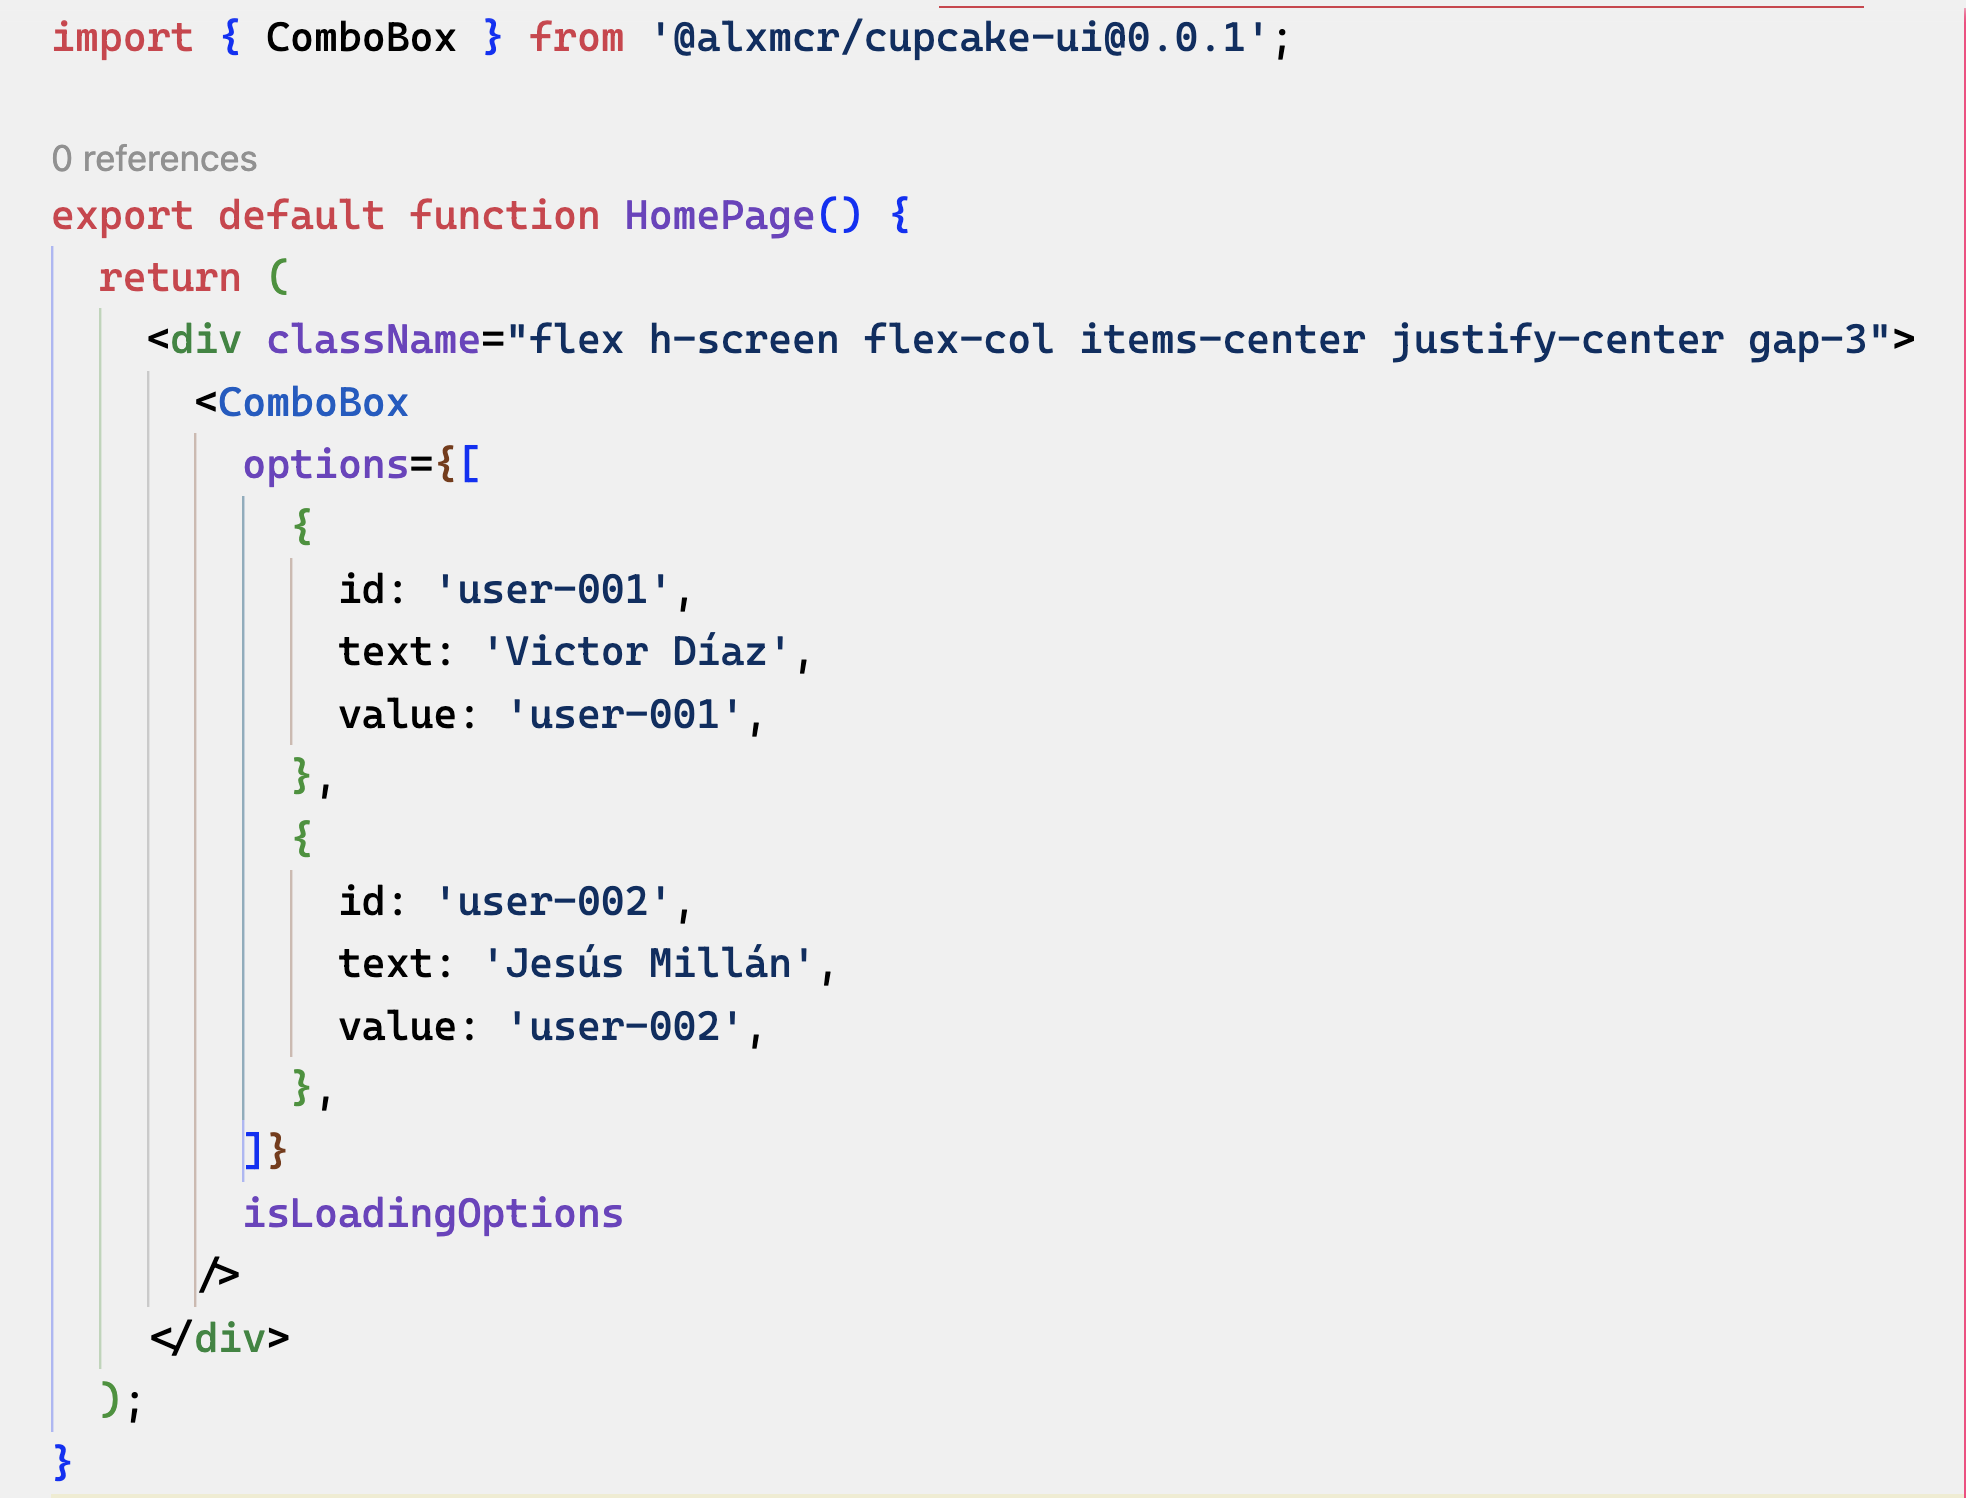 import { ComboBox } from '@alxmcr/cupcake-ui@0.0.1';
0 references
export default function HomePage() {
return (
<div className="flex h-screen flex-col items-center justify-center gap-3">
<ComboBox
options={[
{
id: 'user-001',
text: 'Victor Díaz',
value: 'user-001',
},
{
id: 'user-002',
text: 'Jesús Millán',
value: 'user-002',
},
]}
isLoadingOptions
/>
</div>
);
}